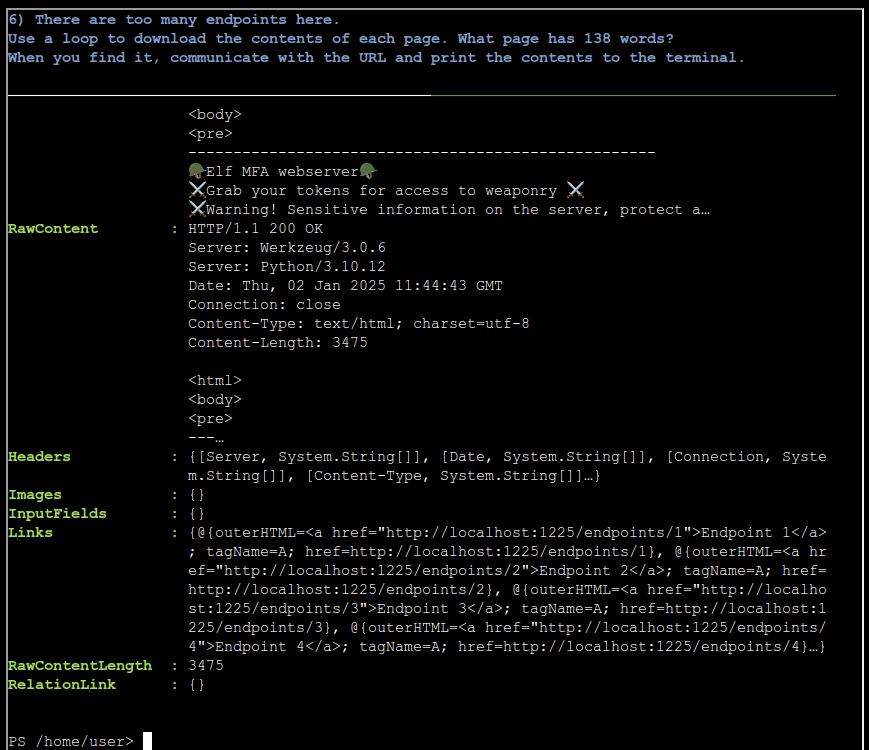 6) There are too many endpoints here.
Use a loop to download the contents of each page. What page has 138 words?
When you find it, communicate with the URL and print the contents to the terminal.
<body>
<pre>
----------------------------------------------------
🪖Elf MFA webserver🪖
⚔️Grab your tokens for access to weaponry ⚔️
⚔️Warning! Sensitive information on the server, protect a…
RawContent : HTTP/1.1 200 OK
Server: Werkzeug/3.0.6
Server: Python/3.10.12
Date: Thu, 02 Jan 2025 11:44:43 GMT
Connection: close
Content-Type: text/html; charset=utf-8
Content-Length: 3475
<html>
<body>
<pre>
---…
Headers : {[Server, System.String[]], [Date, System.String[]], [Connection, Syste
m.String[]], [Content-Type, System.String[]]…}
Images : {}
InputFields : {}
Links : {@{outerHTML=<a href="http://localhost:1225/endpoints/1">Endpoint 1</a>
; tagName=A; href=http://localhost:1225/endpoints/1}, @{outerHTML=<a hr
ef="http://localhost:1225/endpoints/2">Endpoint 2</a>; tagName=A; href=
http://localhost:1225/endpoints/2}, @{outerHTML=<a href="http://localho
st:1225/endpoints/3">Endpoint 3</a>; tagName=A; href=http://localhost:1
225/endpoints/3}, @{outerHTML=<a href="http://localhost:1225/endpoints/
4">Endpoint 4</a>; tagName=A; href=http://localhost:1225/endpoints/4}…}
RawContentLength : 3475
RelationLink : {}
PS /home/user>